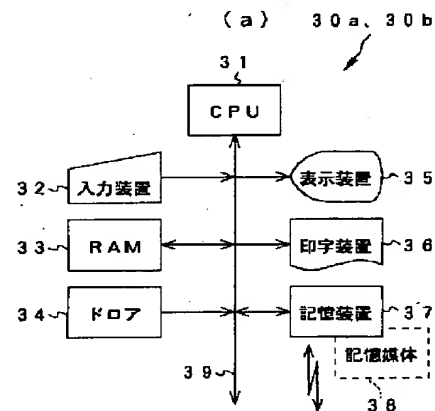 (a) 30a、30b
31
CPU
32 入力装置
表示装置 35
33 RAM
印字装置 36
34 ドロア
記憶装置 37
39
記憶媒体
38